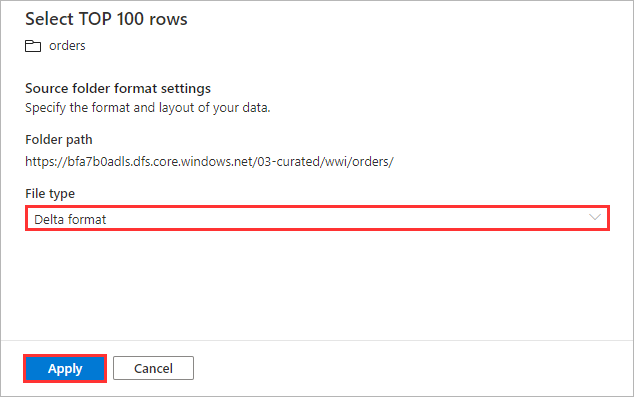 Select TOP 100 rows
orders
Source folder format settings
Specify the format and layout of your data.
Folder path
https://bfa7b0adls.dfs.core.windows.net/03-curated/wwi/orders/
File type
Delta format
Apply Cancel